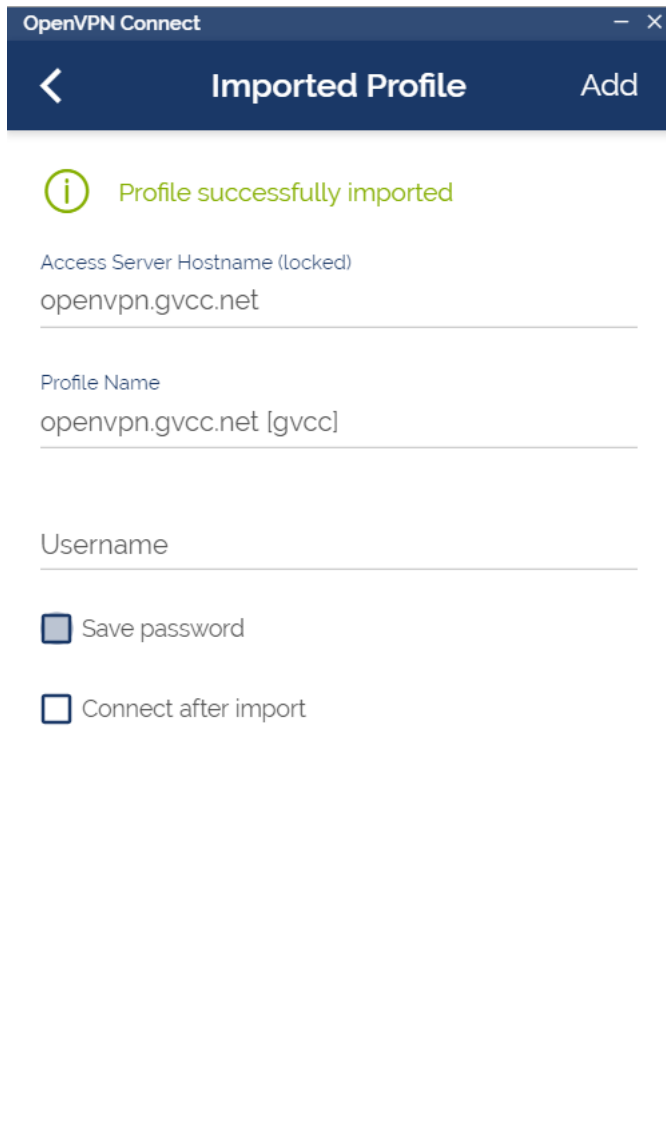 OpenVPN Connect
Imported Profile Add
Profile successfully imported
Access Server Hostname (locked)
openvpn.gvcc.net
Profile Name
openvpn.gvcc.net [gvcc]
Username
Save password
Connect after import